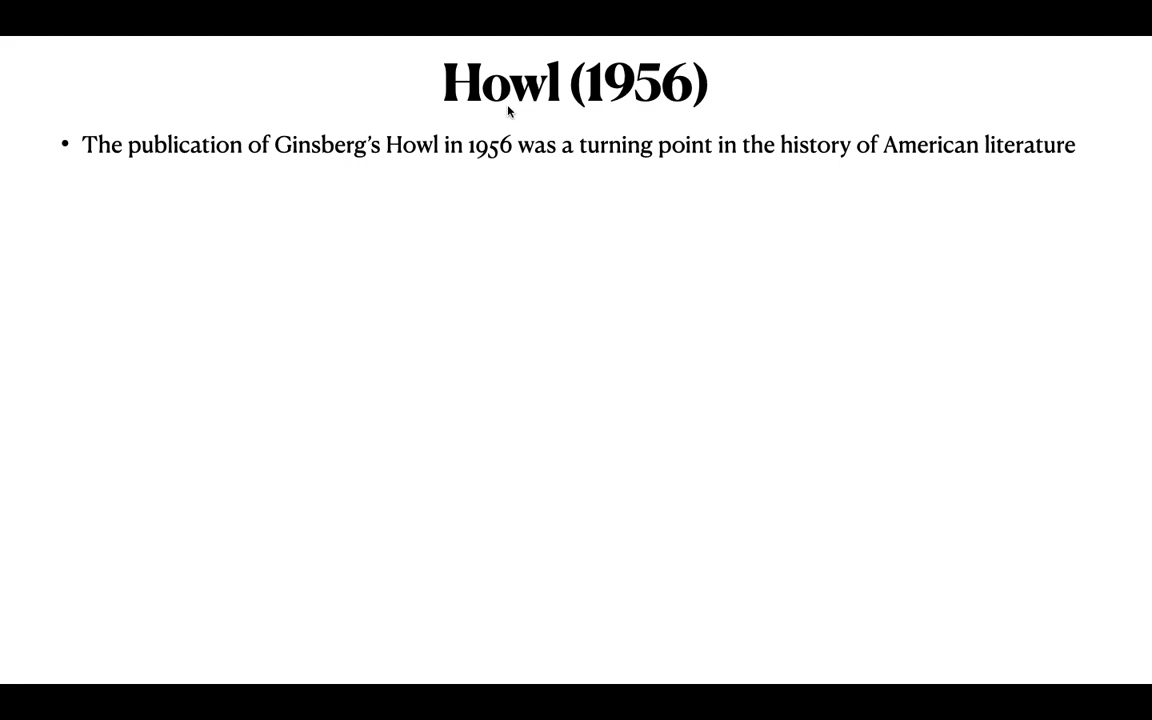 Howl (1956)
• The publication of Ginsberg’s Howl in 1956 was a turning point in the history of American literature